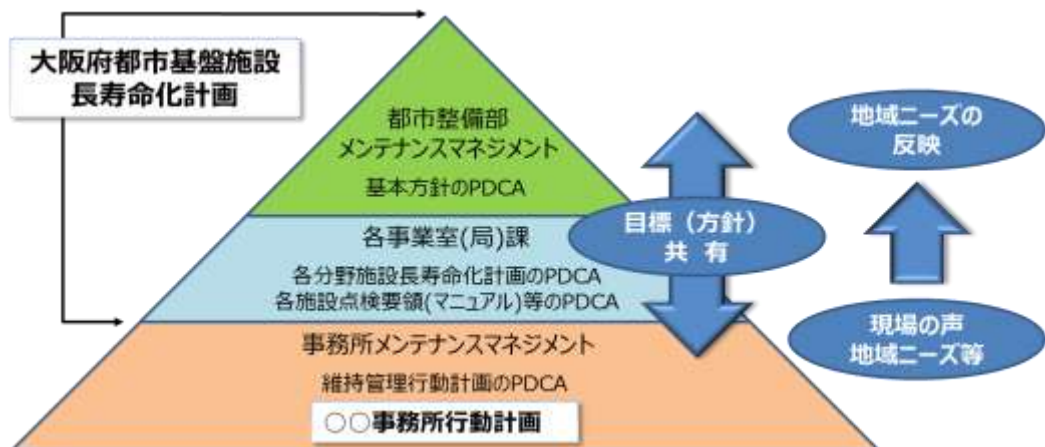 大阪府都市基盤施設
長寿命化計画
都市整備部
メンテナンスマネジメント
基本方針のPDCA
各事業室(局)課
各分野施設長寿命化計画のPDCA
各施設点検要領(マニュアル)等のPDCA
事務所メンテナンスマネジメント
維持管理行動計画のPDCA
○○事務所行動計画
目標（方針）
共 有
地域ニーズの
反映
現場の声
地域ニーズ等